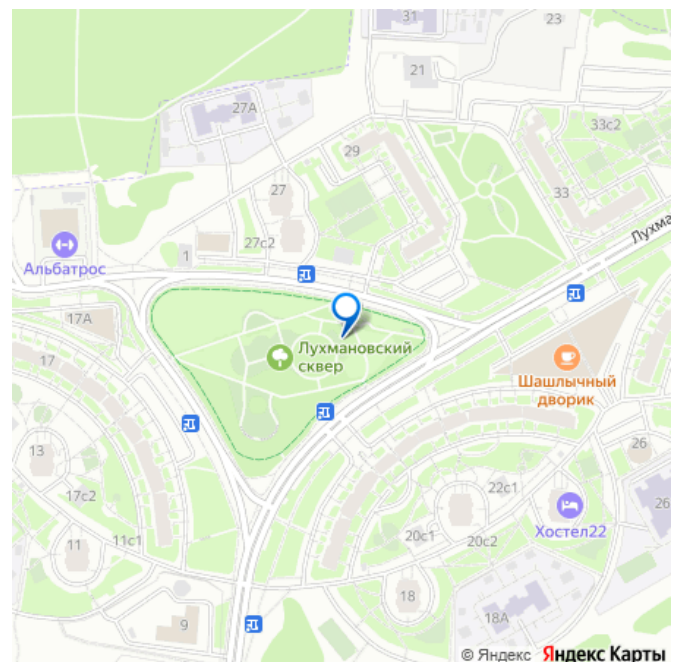 31
23
21
27А
33с2
29
27
33
Лухма
27с2
1
Альбатрос
17А
Лухмановский
сквер
17
Шашлычный
дворик
13
26
22с1
17с2
26
Хостел22
11с1
20с1
20с2
11
18
18А
9
© Яндекс Яндекс Карты